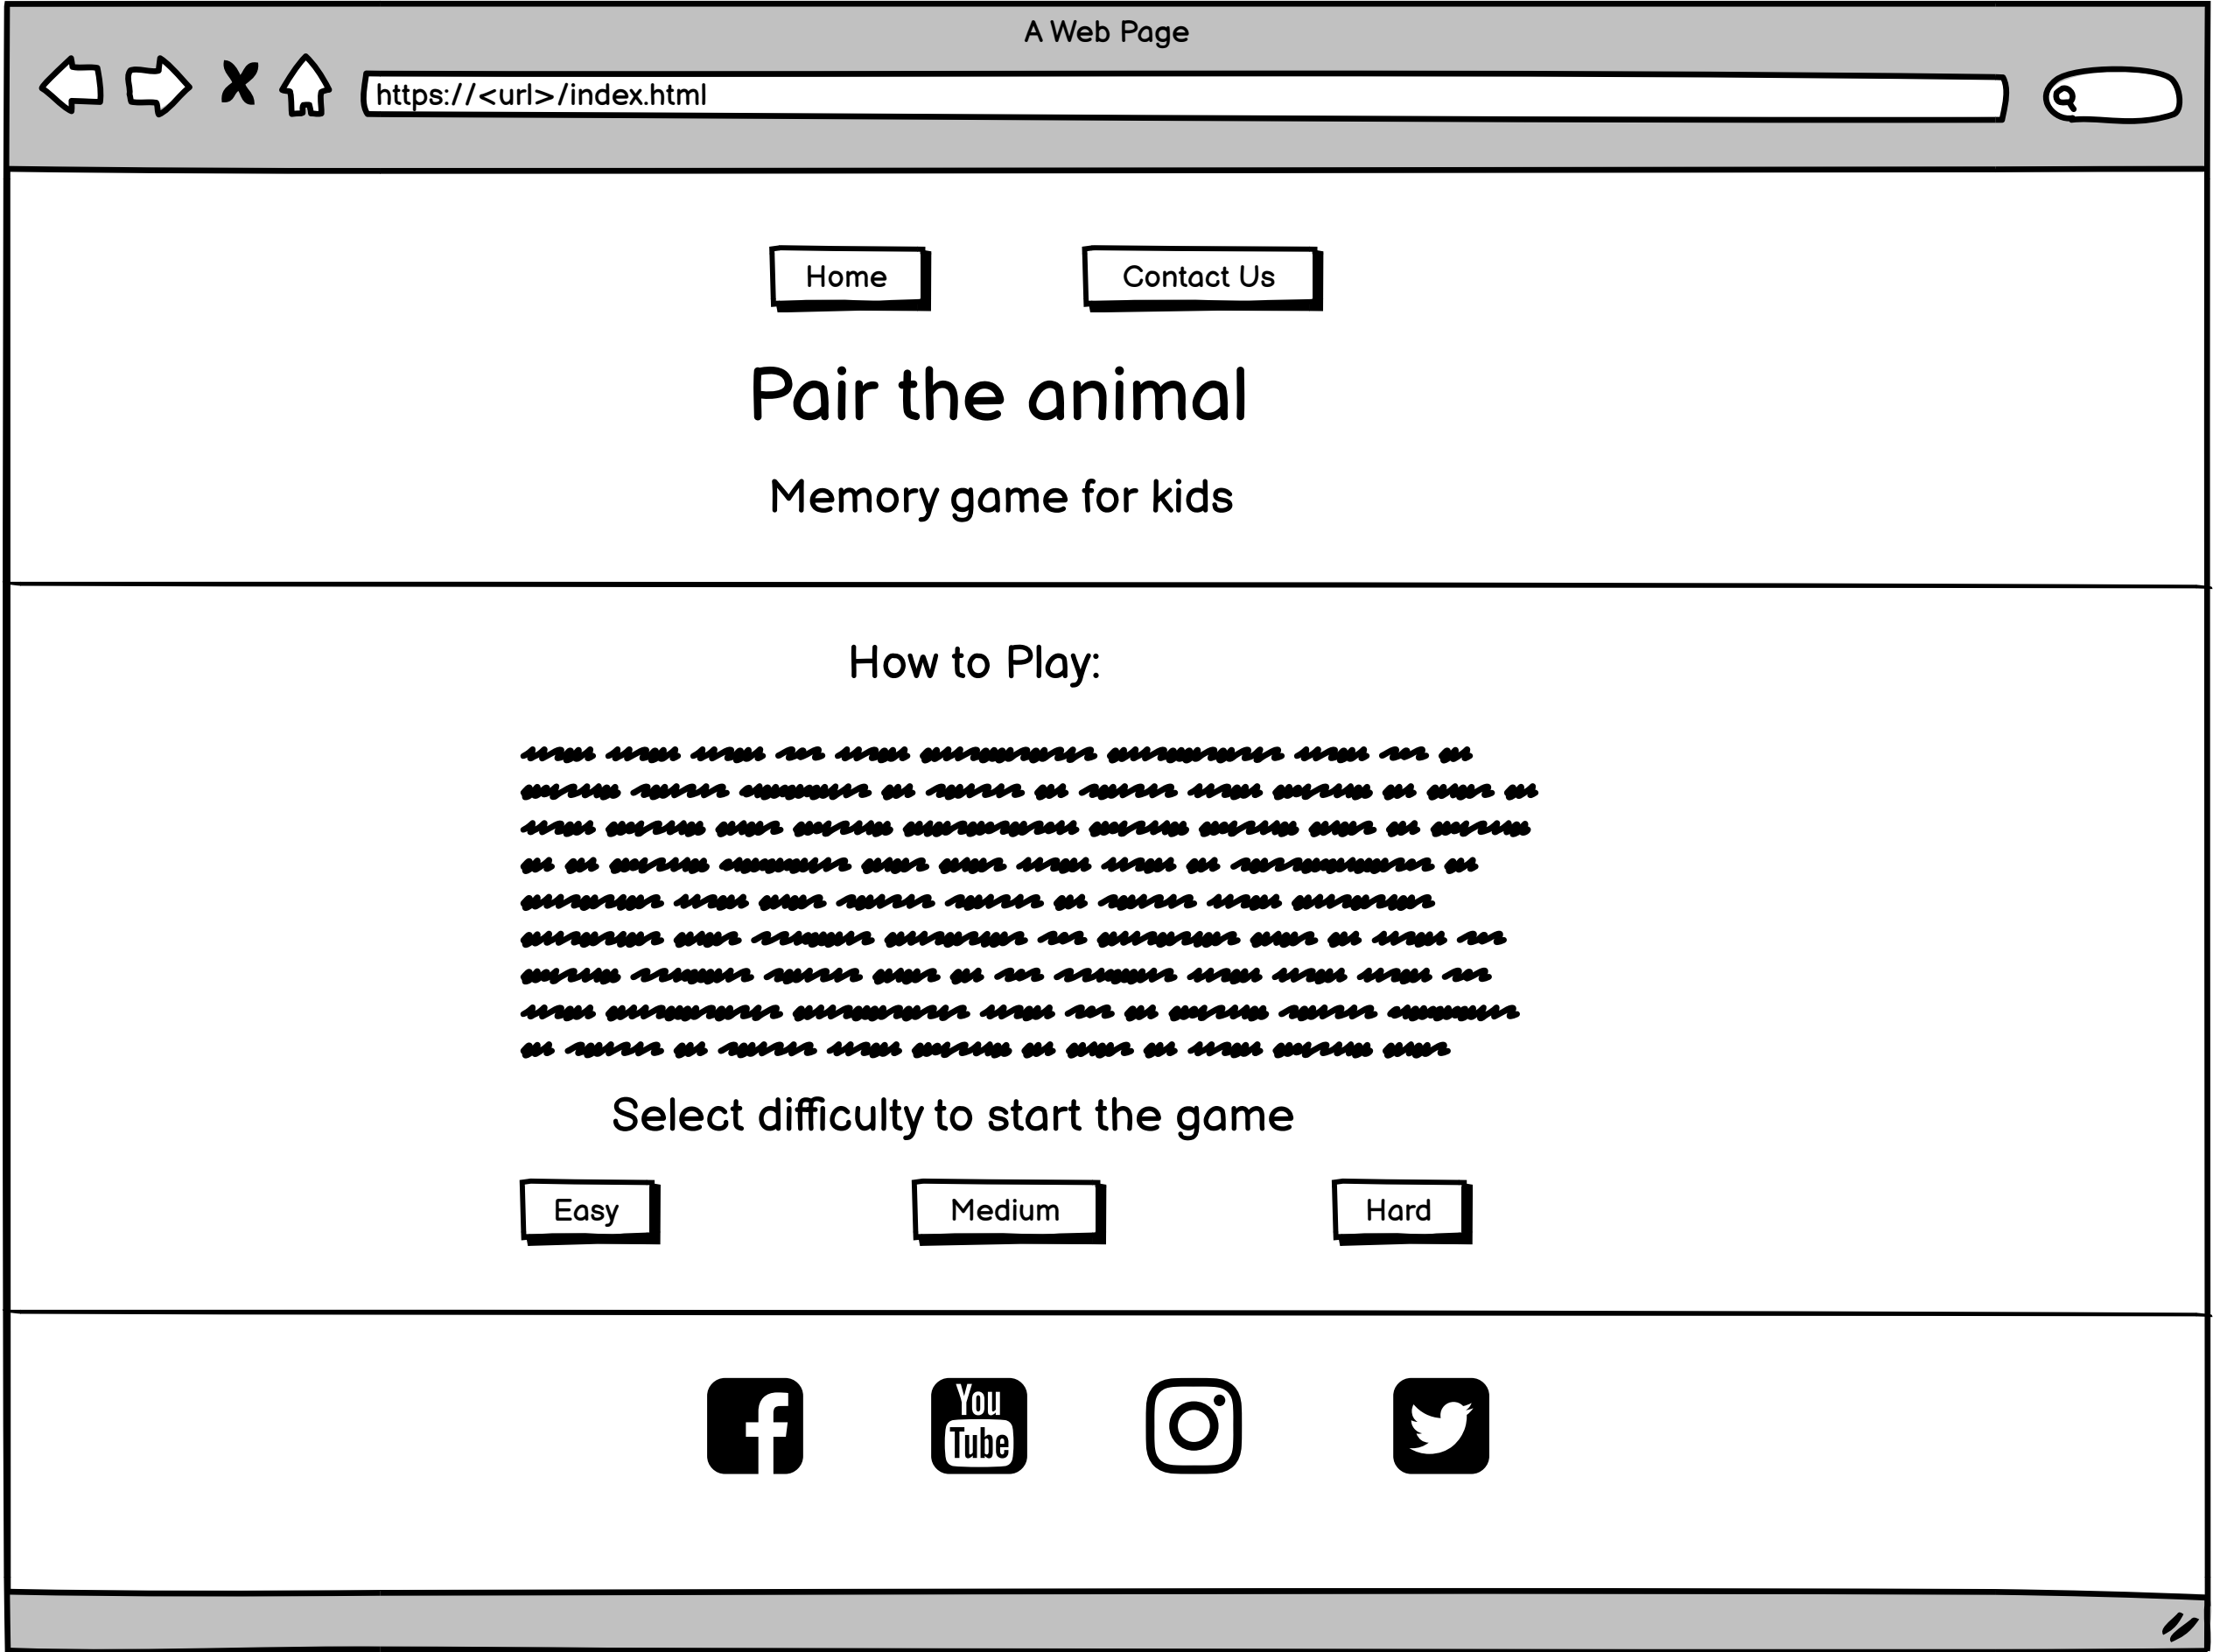 A Web Page
https://<url>/index.html
Home Contact Us
Pair the animal
Memory game for kids
How to Play:
Select difficulty to start the game
Easy Medium Hard
You
Tube